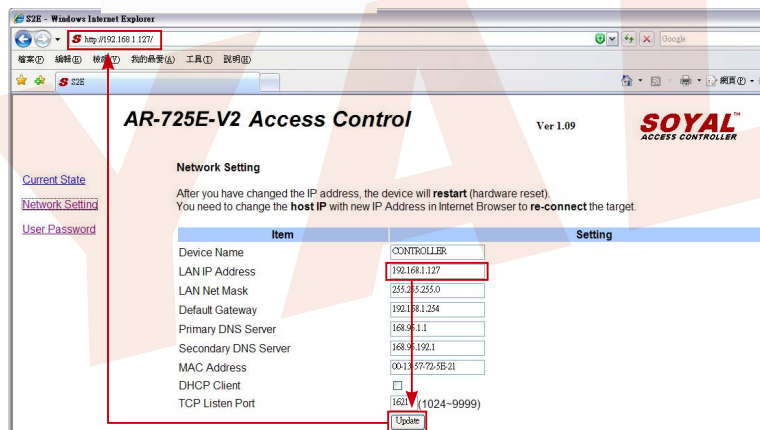 S2E - Windows Internet Explorer
http://192.168.1.127/
Google
檔案(F) 編輯(E) 檢視(V) 我的最愛(A) 工具(T) 說明(H)
S2E
網頁(P)
AR-725E-V2 Access Control
Ver 1.09
SOYAL™
ACCESS CONTROLLER
Current State
Network Setting
User Password
Network Setting
After you have changed the IP address, the device will restart (hardware reset).
You need to change the host IP with new IP Address in Internet Browser to re-connect the target.
Item Setting
Device Name CONTROLLER
LAN IP Address 192.168.1.127
LAN Net Mask 255.255.255.0
Default Gateway 192.168.1.254
Primary DNS Server 168.95.1.1
Secondary DNS Server 168.95.192.1
MAC Address 00-13-57-72-5E-21
DHCP Client
TCP Listen Port 1621 (1024~9999)
Update